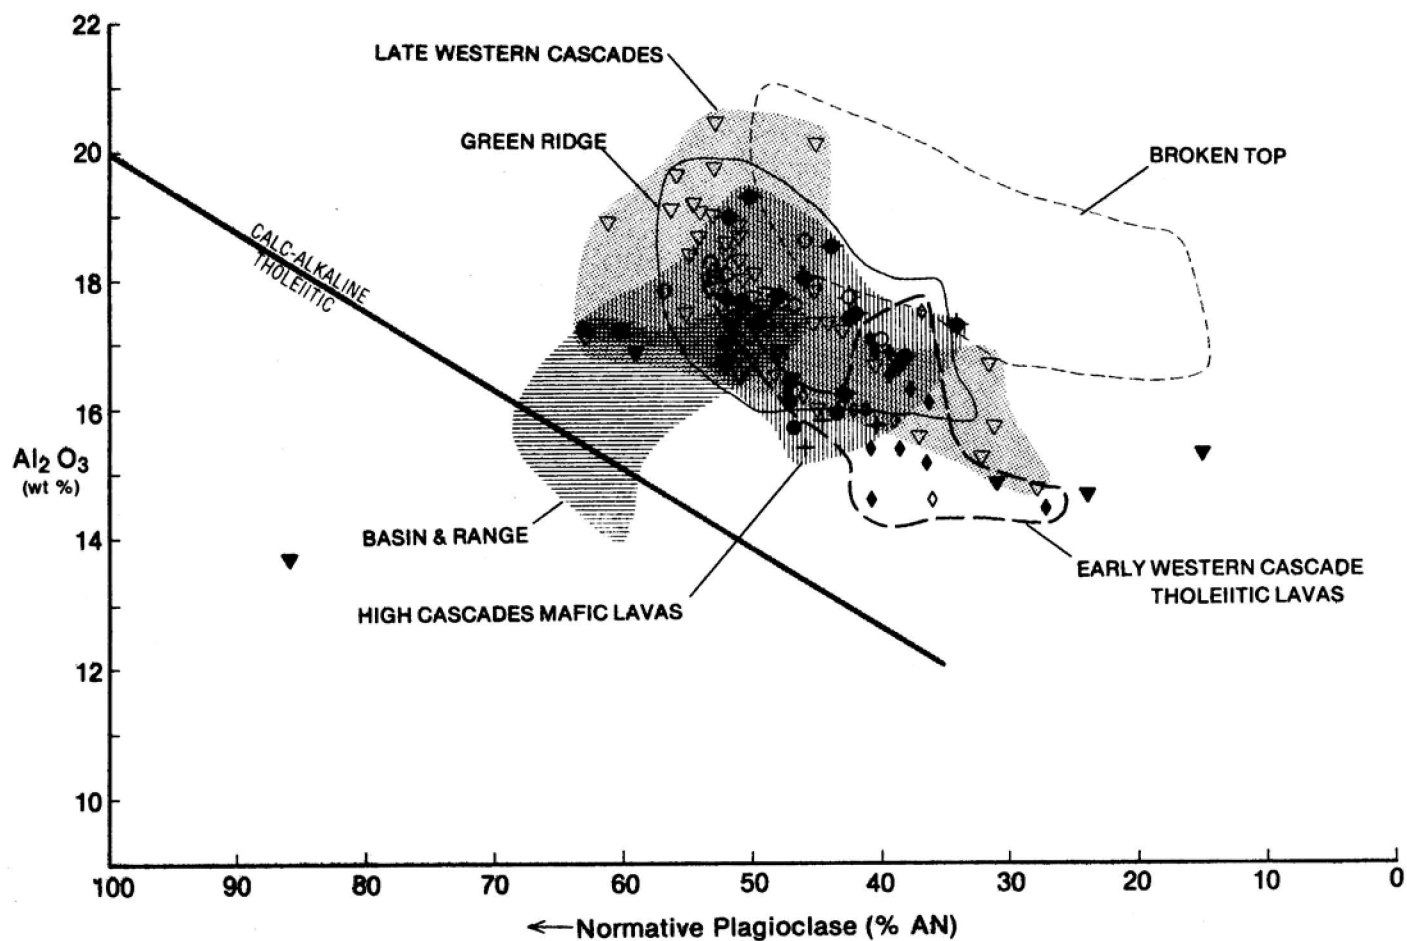 22
LATE WESTERN CASCADES
GREEN RIDGE
20
BROKEN TOP
CALC-ALKALINE
THOLEIITIC
18
16
Al2O3
(wt %)
BASIN & RANGE
14
EARLY WESTERN CASCADE
THOLEIITIC LAVAS
HIGH CASCADES MAFIC LAVAS
12
10
100 90 80 70 60 50 40 30 20 10 0
←Normative Plagioclase (% AN)